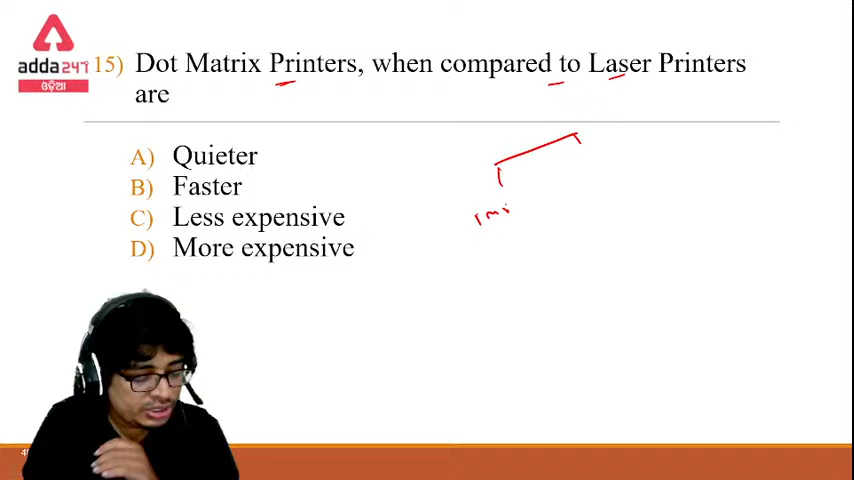 adda247
ଓଡ଼ିଆ
15) Dot Matrix Printers, when compared to Laser Printers
are
A) Quieter
B) Faster
C) Less expensive
D) More expensive